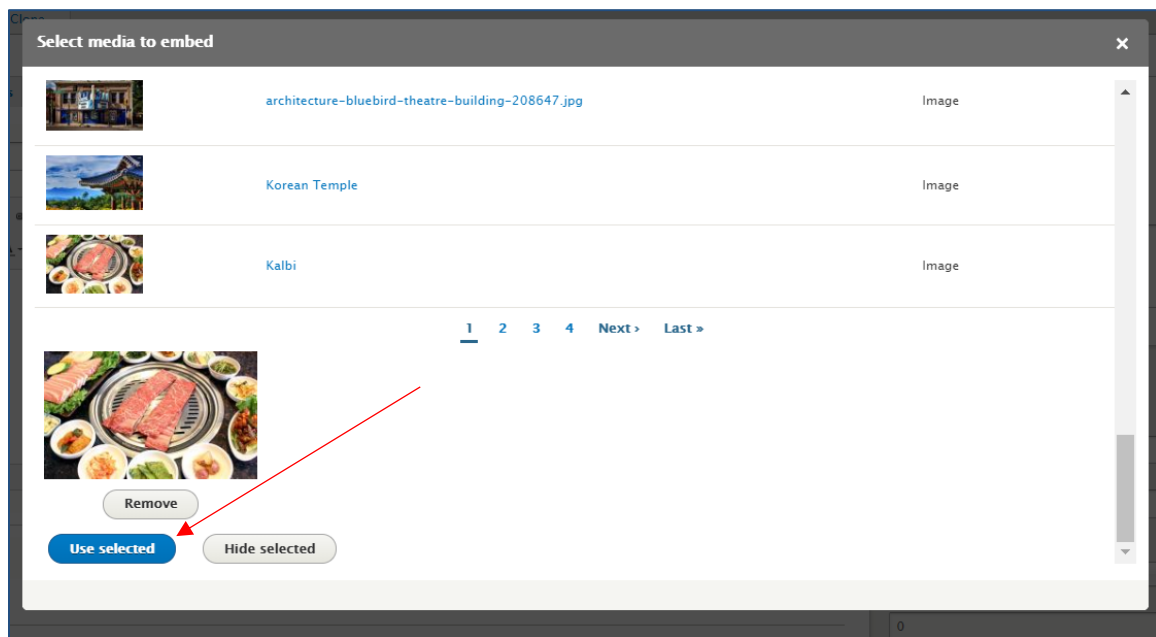 Clone
Select media to embed ×
architecture-bluebird-theatre-building-208647.jpg Image
Korean Temple Image
Kalbi Image
1 2 3 4 Next › Last »
Remove
Use selected Hide selected
0